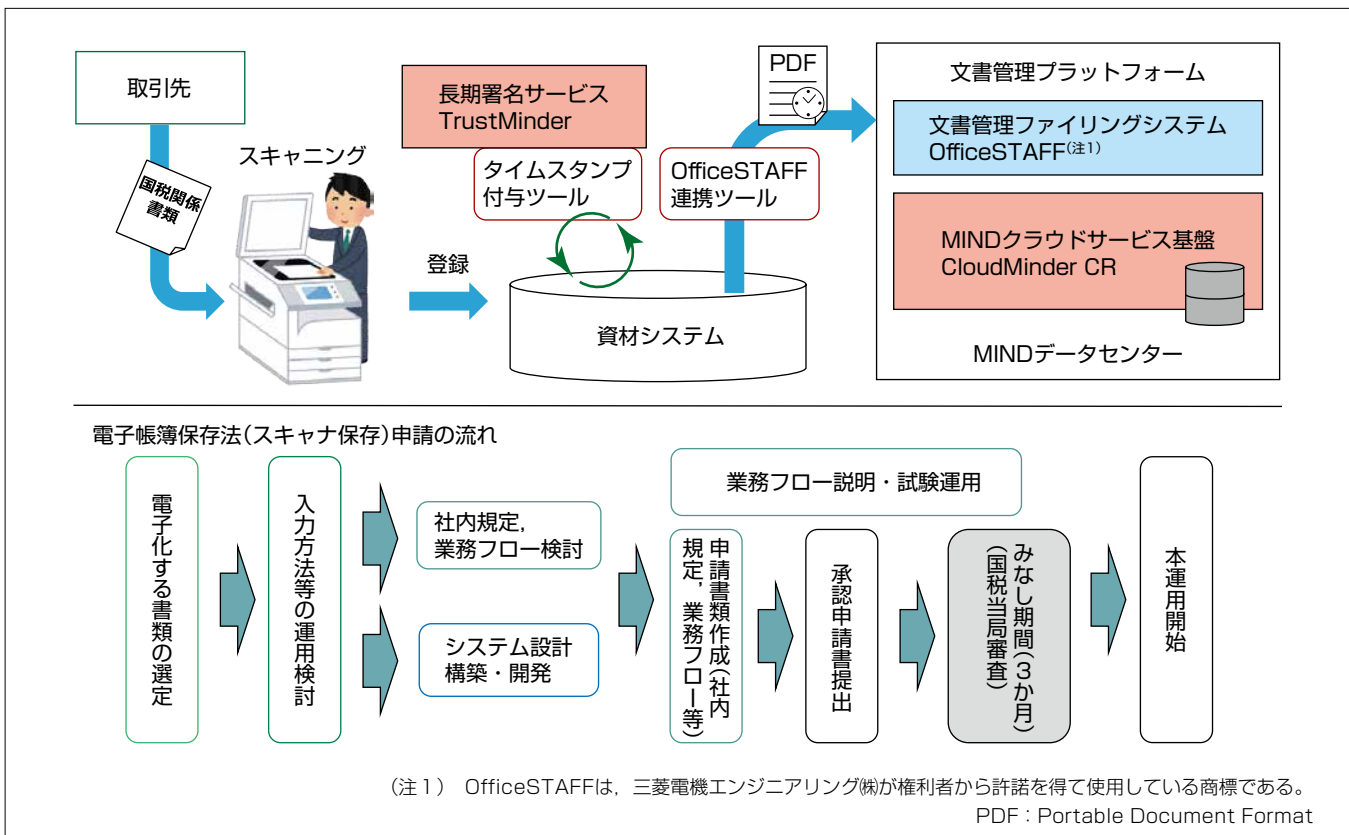 取引先
国税関係
書類
スキャニング
登録
長期署名サービス
TrustMinder
タイムスタンプ
付与ツール
OfficeSTAFF
連携ツール
資材システム
PDF
文書管理プラットフォーム
文書管理ファイリングシステム
OfficeSTAFF(注1)
MINDクラウドサービス基盤
CloudMinder CR
MINDデータセンター
電子帳簿保存法(スキャナ保存)申請の流れ
電子化する書類の選定
入力方法等の運用検討
社内規定,
業務フロー検討
システム設計
構築・開発
業務フロー説明・試験運用
申請書類作成(社内
規定,業務フロー等)
承認申請書提出
みなし期間(3か月)
(国税当局審査)
本運用開始
(注1) OfficeSTAFFは,三菱電機エンジニアリング㈱が権利者から許諾を得て使用している商標である。
PDF:Portable Document Format